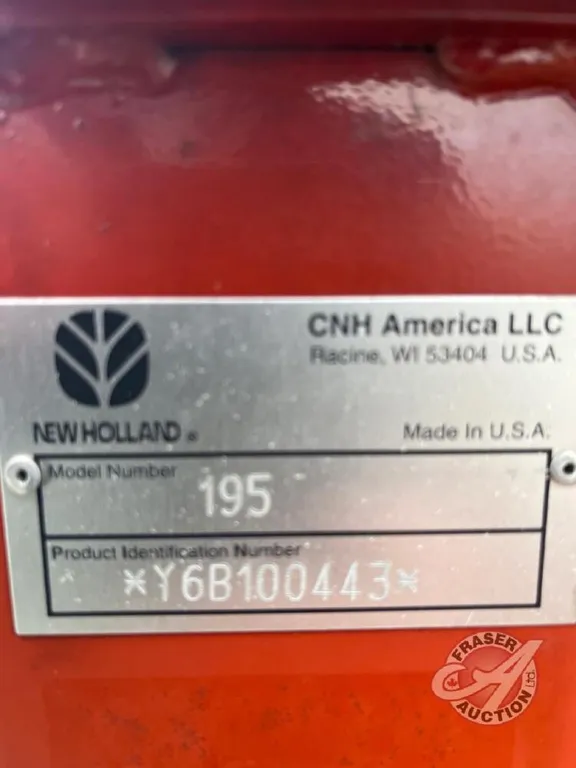 CNH America LLC
Racine, WI 53404 U.S.A.
NEW HOLLAND ®
Made in U.S.A.
Model Number
195
Product Identification Number
*Y6B100443*
FRASER
AUCTION
Ltd.